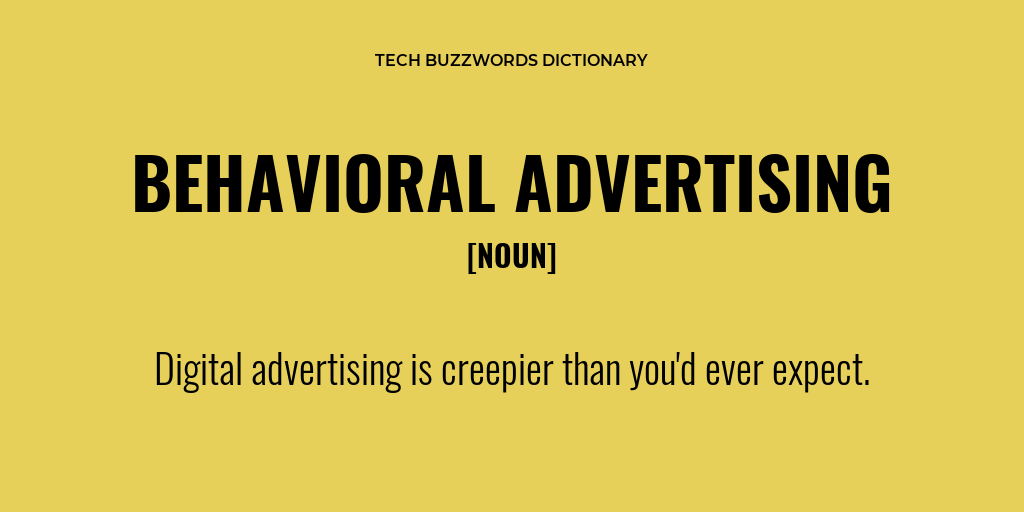 TECH BUZZWORDS DICTIONARY
BEHAVIORAL ADVERTISING
[NOUN]
Digital advertising is creepier than you'd ever expect.